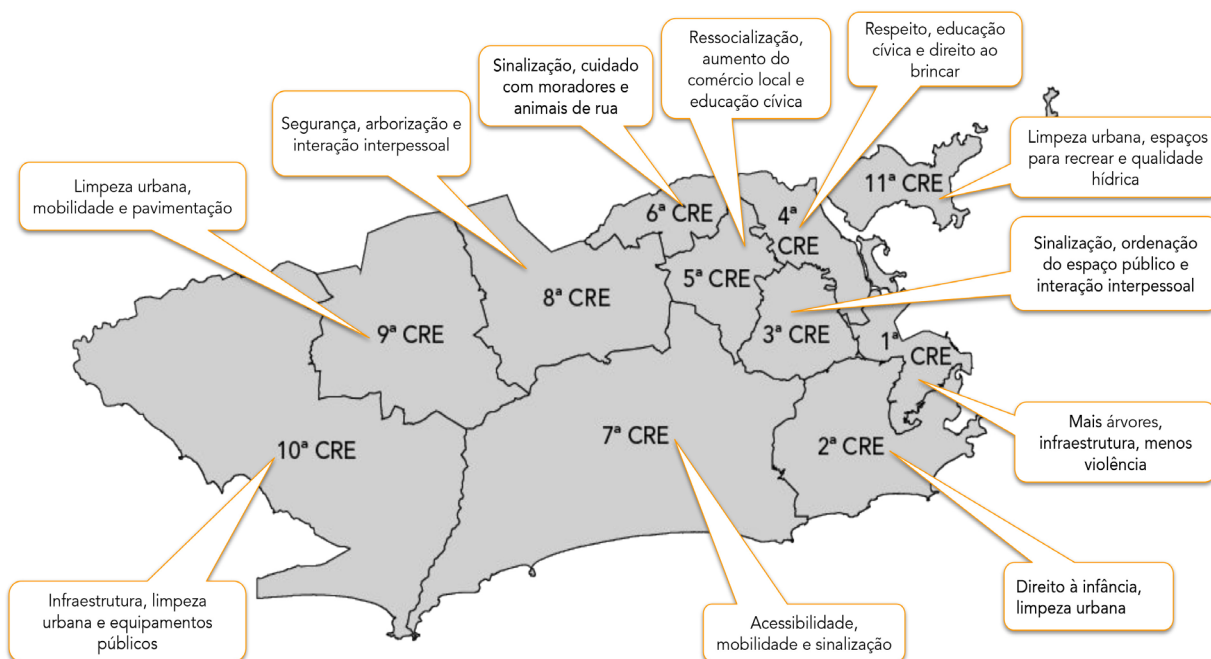 Respeito, educação
cívica e direito ao
brincar
Ressocialização,
aumento do
comércio local e
educação cívica
Sinalização, cuidado
com moradores e
animais de rua
Segurança, arborização e
interação interpessoal
Limpeza urbana,
mobilidade e pavimentação
Limpeza urbana, espaços
para recrear e qualidade
hídrica
Sinalização, ordenação
do espaço público e
interação interpessoal
11ª CRE
6ª CRE
4ª
CRE
5ª CRE
8ª CRE
9ª CRE
3ª CRE
1ª
CRE
7ª CRE
2ª CRE
10ª CRE
Mais árvores,
infraestrutura, menos
violência
Direito à infância,
limpeza urbana
Infraestrutura, limpeza
urbana e equipamentos
públicos
Acessibilidade,
mobilidade e sinalização